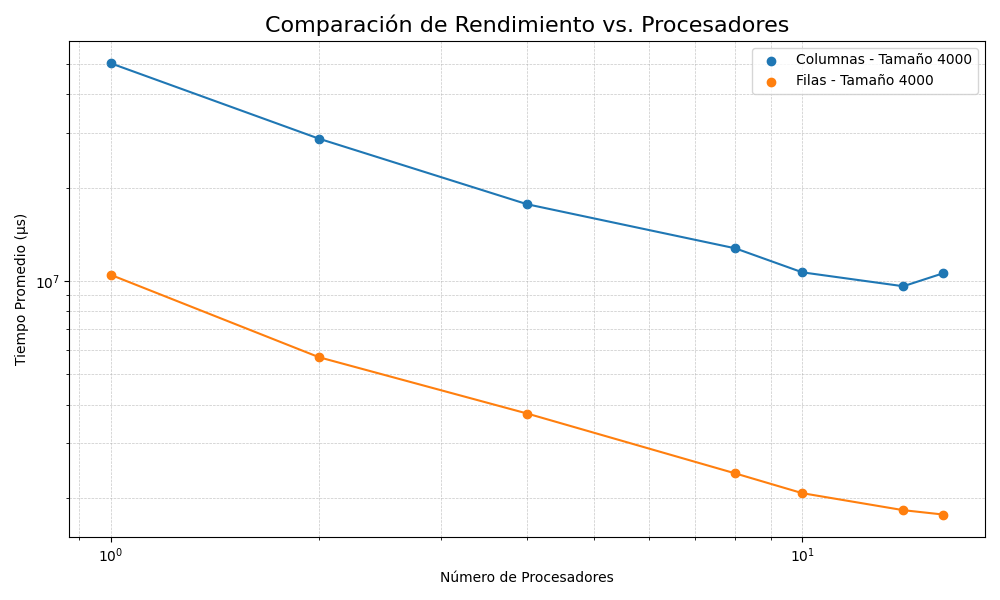 Comparación de Rendimiento vs. Procesadores
Columnas - Tamaño 4000
Filas - Tamaño 4000
Tiempo Promedio (µs)
10⁷
10⁰
10¹
Número de Procesadores